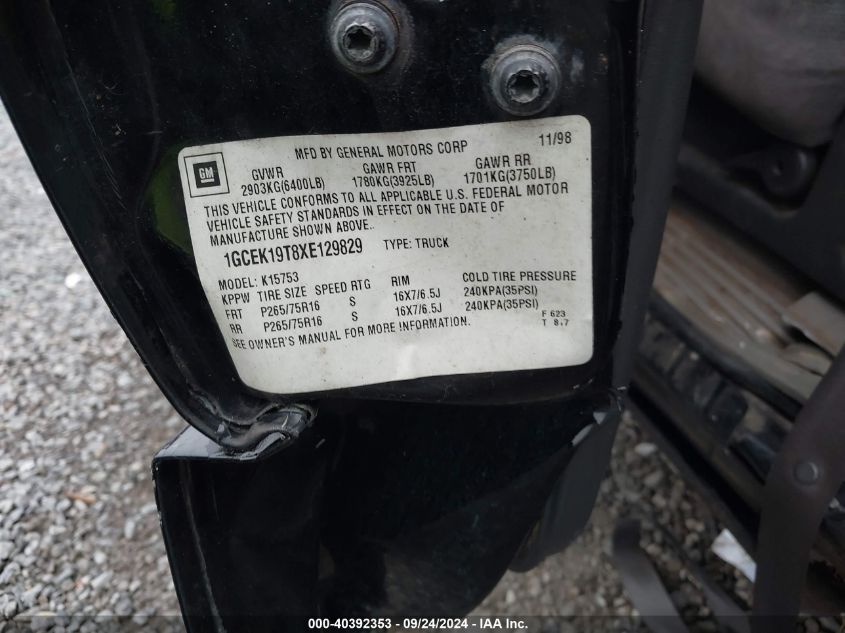 MFD BY GENERAL MOTORS CORP 11/98
GM
GVWR GAWR FRT GAWR RR
2903KG(6400LB) 1780KG(3925LB) 1701KG(3750LB)
THIS VEHICLE CONFORMS TO ALL APPLICABLE U.S. FEDERAL MOTOR
VEHICLE SAFETY STANDARDS IN EFFECT ON THE DATE OF
MANUFACTURE SHOWN ABOVE.
1GCEK19T8XE129829 TYPE: TRUCK
MODEL: K15753
KPPW TIRE SIZE SPEED RTG RIM COLD TIRE PRESSURE
FRT P265/75R16 S 16X7/6.5J 240KPA(35PSI)
RR P265/75R16 S 16X7/6.5J 240KPA(35PSI)
SEE OWNER'S MANUAL FOR MORE INFORMATION.
F 623
T 8.7
000-40392353 - 09/24/2024 - IAA Inc.